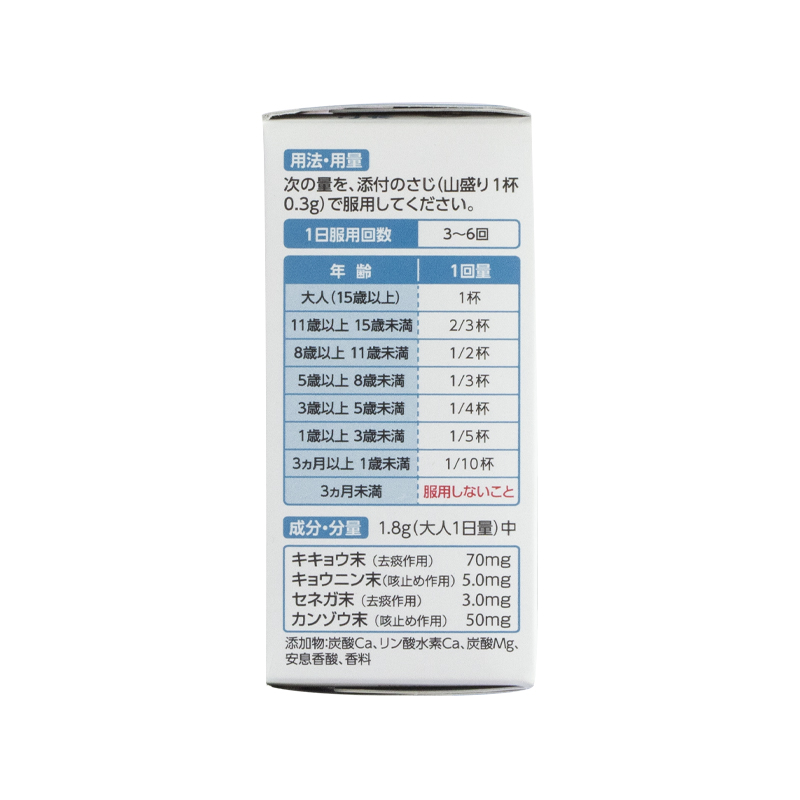 用法・用量
次の量を、添付のさじ(山盛り1杯
0.3g)で服用してください。
1日服用回数 3〜6回
年齢 1回量
大人(15歳以上) 1杯
11歳以上 15歳未満 2/3杯
8歳以上 11歳未満 1/2杯
5歳以上 8歳未満 1/3杯
3歳以上 5歳未満 1/4杯
1歳以上 3歳未満 1/5杯
3ヵ月以上 1歳未満 1/10杯
3ヵ月未満 服用しないこと
成分・分量 1.8g(大人1日量)中
キキョウ末(去痰作用) 70mg
キョウニン末(咳止め作用) 5.0mg
セネガ末(去痰作用) 3.0mg
カンゾウ末(咳止め作用) 50mg
添加物:炭酸Ca、リン酸水素Ca、炭酸Mg、
安息香酸、香料